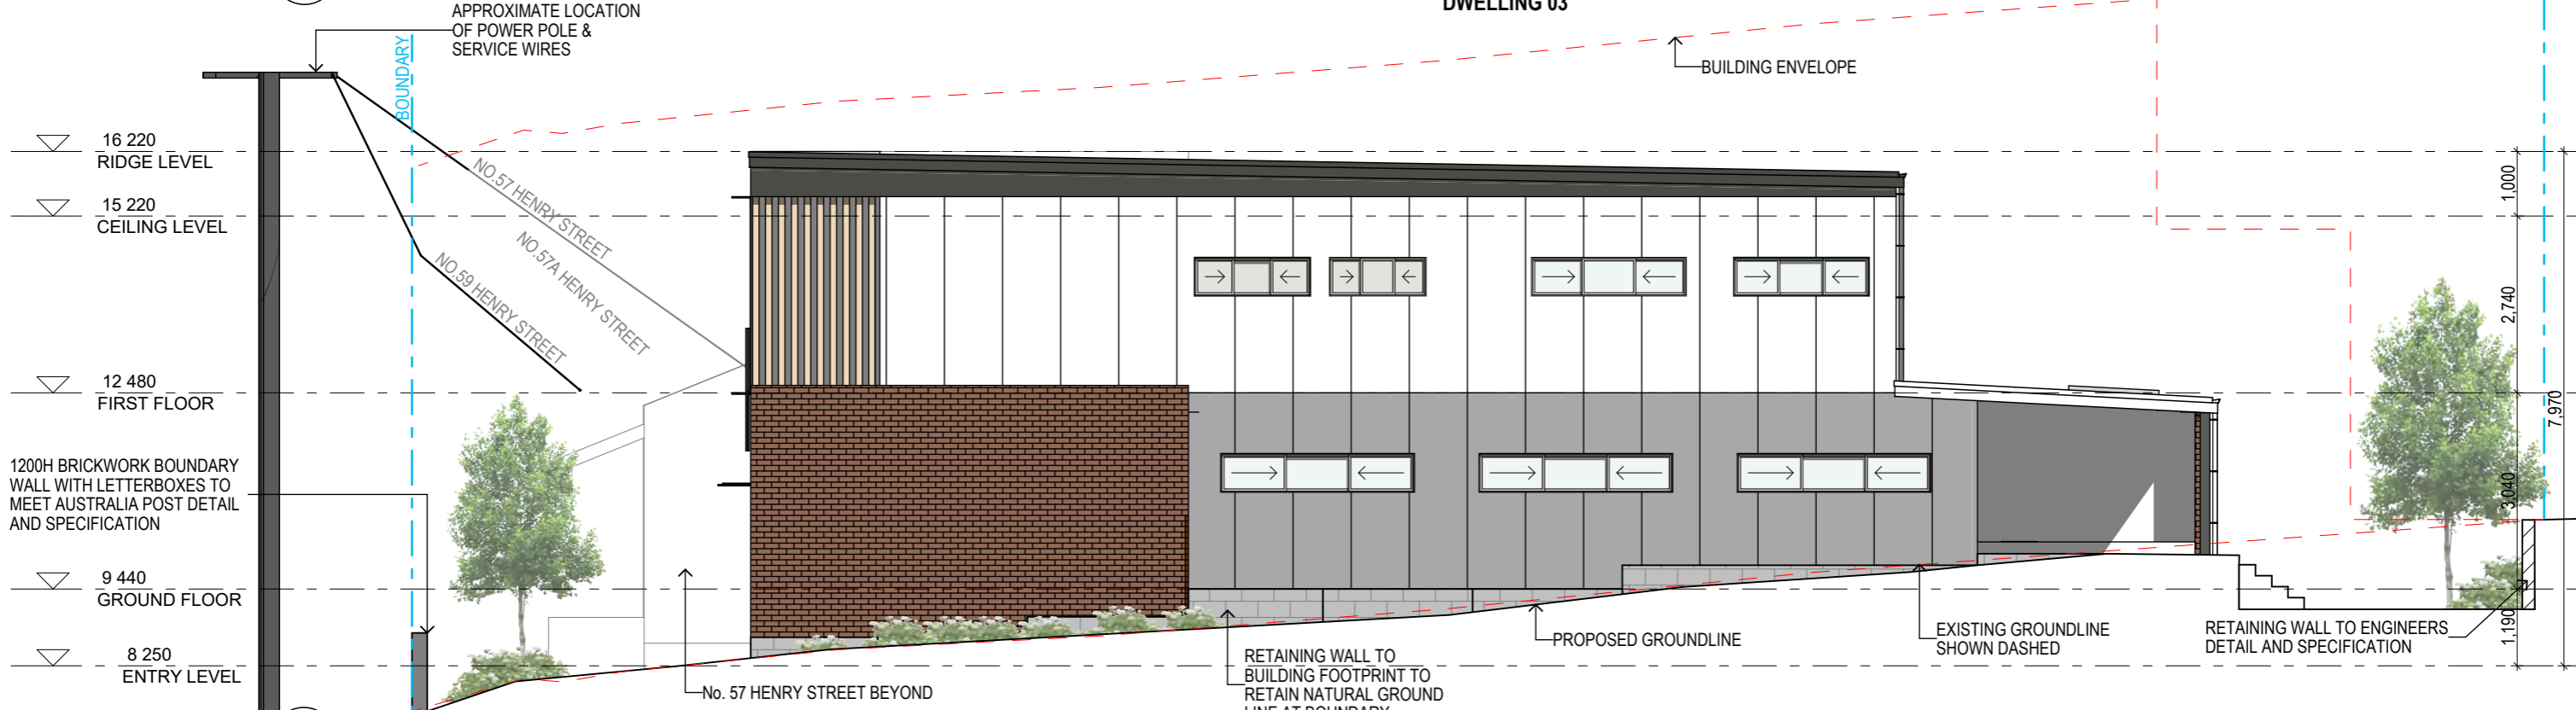 DWELLING 03
APPROXIMATE LOCATION
OF POWER POLE &
SERVICE WIRES
BOUNDARY
BUILDING ENVELOPE
16 220
RIDGE LEVEL
15 220
CEILING LEVEL
12 480
FIRST FLOOR
9 440
GROUND FLOOR
8 250
ENTRY LEVEL
NO.57 HENRY STREET
NO.57A HENRY STREET
NO.59 HENRY STREET
1200H BRICKWORK BOUNDARY
WALL WITH LETTERBOXES TO
MEET AUSTRALIA POST DETAIL
AND SPECIFICATION
No. 57 HENRY STREET BEYOND
RETAINING WALL TO
BUILDING FOOTPRINT TO
RETAIN NATURAL GROUND
LINE AT BOUNDARY
PROPOSED GROUNDLINE
EXISTING GROUNDLINE
SHOWN DASHED
RETAINING WALL TO ENGINEERS
DETAIL AND SPECIFICATION
1,000
2,740
3,040
1,190
7,970